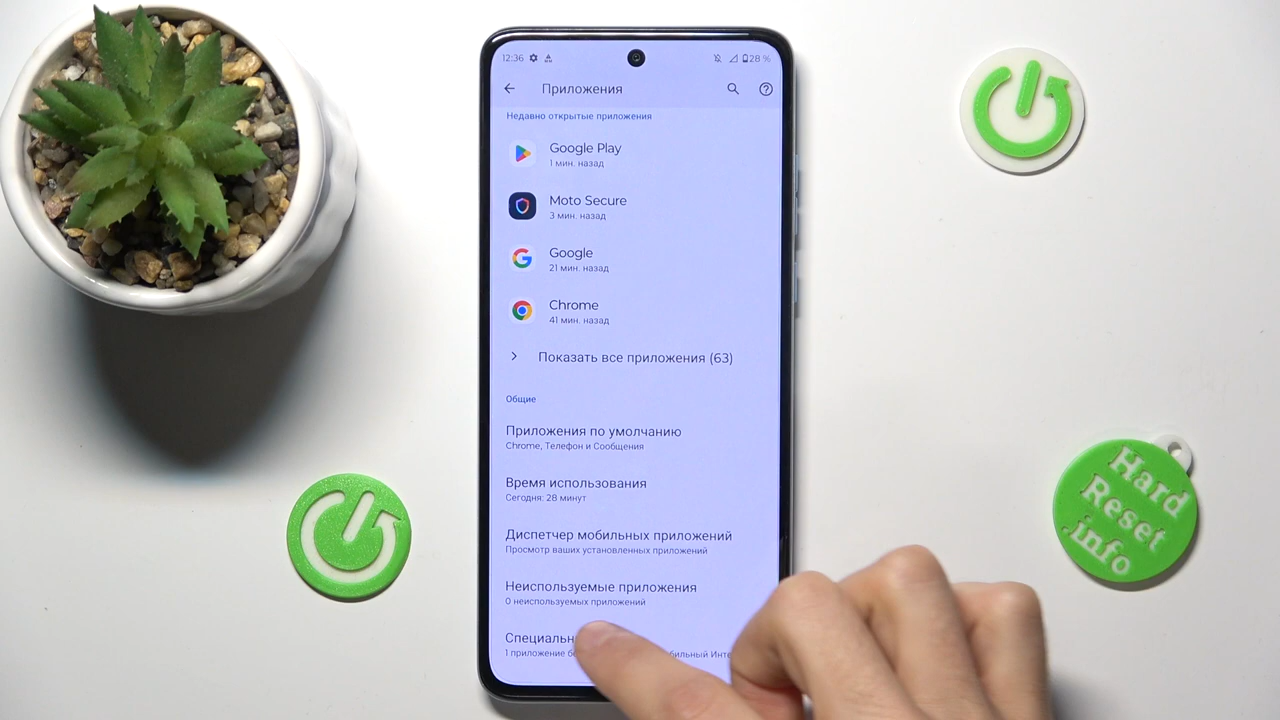 12:36
28 %
Приложения
Недавно открытые приложения
Google Play
1 мин. назад
Moto Secure
3 мин. назад
Google
21 мин. назад
Chrome
41 мин. назад
Показать все приложения (63)
Общие
Приложения по умолчанию
Chrome, Телефон и Сообщения
Время использования
Сегодня: 28 минут
Диспетчер мобильных приложений
Просмотр ваших установленных приложений
Неиспользуемые приложения
0 неиспользуемых приложений
1 приложение
Hard
Reset
.info